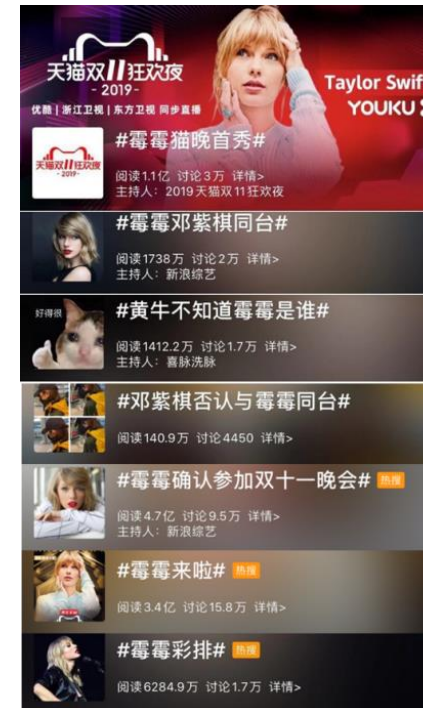 天猫双11狂欢夜
- 2019 -
优酷 | 浙江卫视 | 东方卫视 同步直播
Taylor Swif
YOUKU
天猫双11狂欢夜
- 2019 -
#霉霉猫晚首秀#
阅读1.1亿 讨论3万 详情>
主持人：2019天猫双11狂欢夜
#霉霉邓紫棋同台#
阅读1738万 讨论2万 详情>
主持人：新浪综艺
好得很
#黄牛不知道霉霉是谁#
阅读1412.2万 讨论1.7万 详情>
主持人：喜脉洗脉
#邓紫棋否认与霉霉同台#
阅读140.9万 讨论4450 详情>
#霉霉确认参加双十一晚会# 热搜
阅读4.7亿 讨论9.5万 详情>
主持人：新浪综艺
#霉霉来啦# 热搜
阅读3.4亿 讨论15.8万 详情>
#霉霉彩排# 热搜
阅读6284.9万 讨论1.7万 详情>